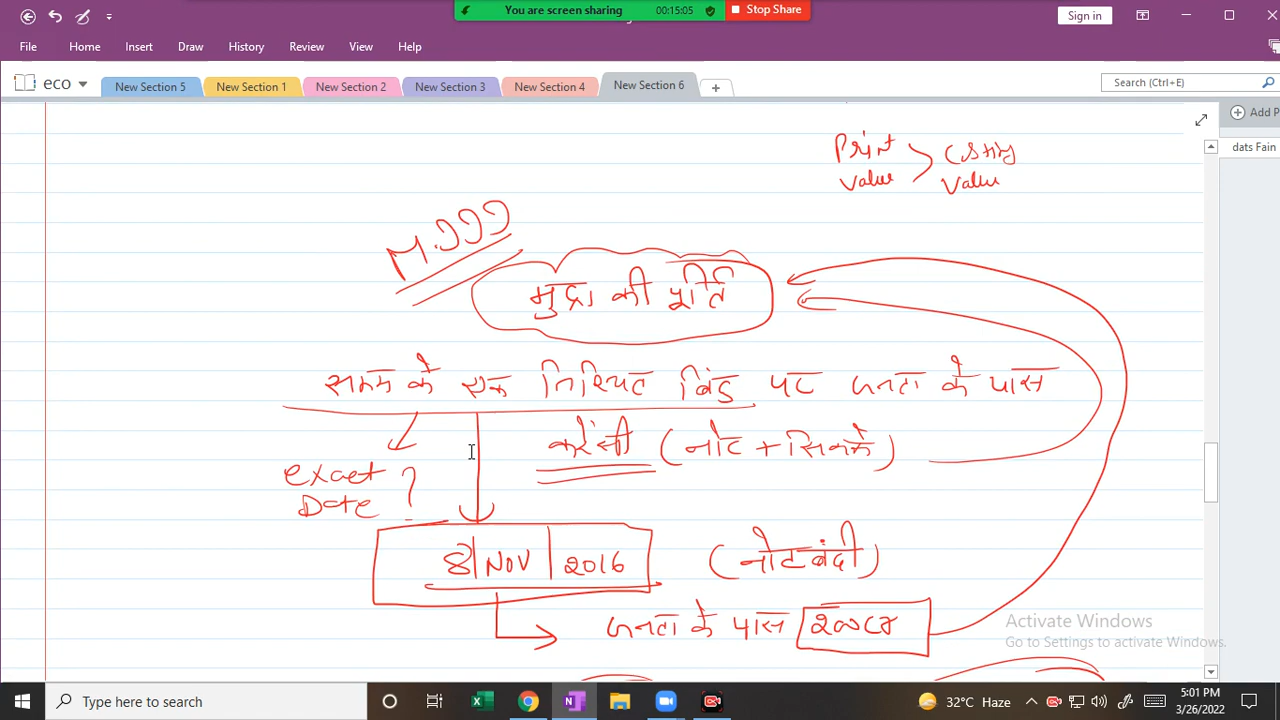 You are screen sharing 00:15:05 Stop Share
Sign in
File Home Insert Draw History Review View Help
eco New Section 5 New Section 1 New Section 2 New Section 3 New Section 4 New Section 6 Search (Ctrl+E)
Add P
dats Fain
Print value > Costing value
मुद्रा की पूर्ति
समय के एक निश्चित बिंदु पर जनता के पास
करेंसी (नोट + सिक्के)
exact Date ?
8 | NOV | 2016 (नोटबंदी)
जनता के पास
Activate Windows
Go to Settings to activate Windows.
Type here to search 32°C Haze 5:01 PM
3/26/2022